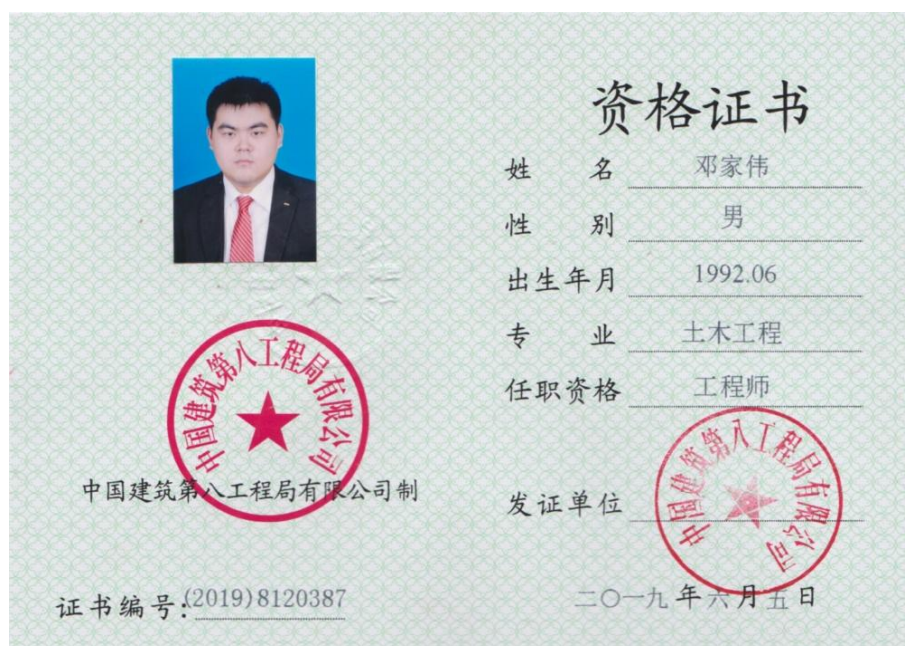 中国建筑第八工程局有限公司
中国建筑第八工程局有限公司制
证书编号:(2019)8120387
资格证书
姓名 邓家伟
性别 男
出生年月 1992.06
专业 土木工程
任职资格 工程师
发证单位
中国建筑第八工程局有限公司
二〇一九年六月五日